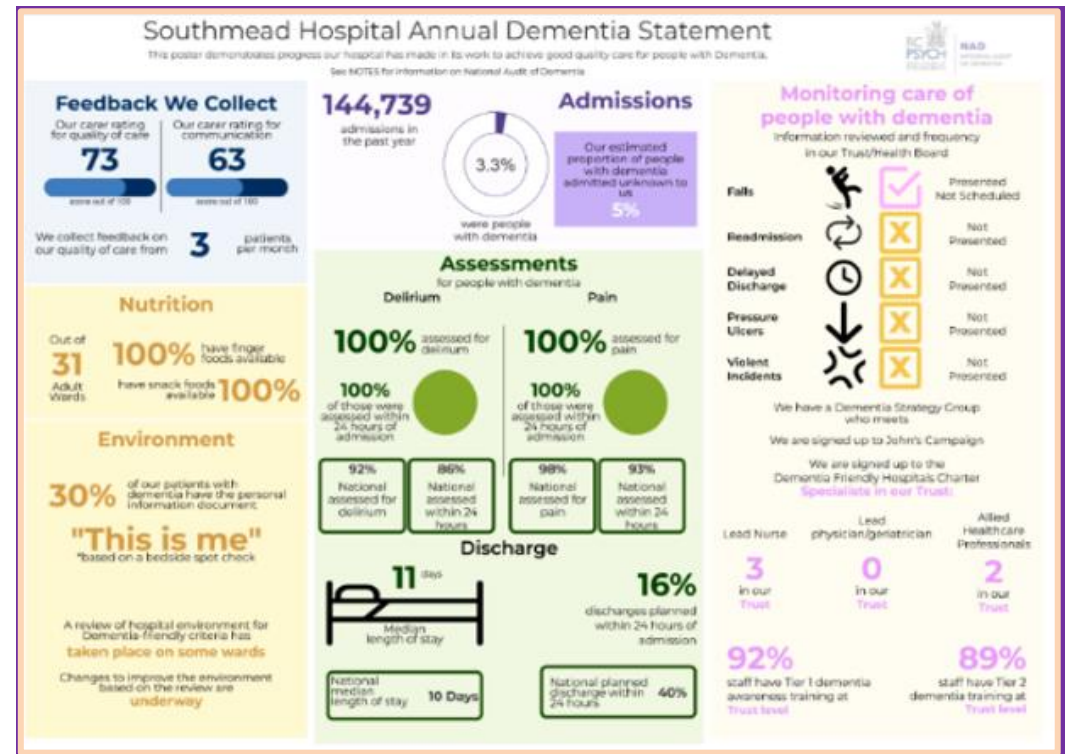 Southmead Hospital Annual Dementia Statement
This poster demonstrates progress our hospital has made in its work to achieve good quality care for people with Dementia.
See NOTES for information on National Audit of Dementia
RC
PSYCH
NAD
Feedback We Collect
Our carer rating
for quality of care
73
score out of 100
Our carer rating for
communication
63
score out of 100
We collect feedback on
our quality of care from
3
patients
per month
Nutrition
Out of
31
Adult
Wards
100% have finger
foods available
have snack foods
available 100%
Environment
30% of our patients with
dementia have the personal
information document
"This is me"
*based on a bedside spot check
A review of hospital environment for
Dementia-friendly criteria has
taken place on some wards
Changes to improve the environment
based on the review are
underway
144,739
admissions in
the past year
3.3%
were people
with dementia
Admissions
Our estimated
proportion of people
with dementia
admitted unknown to
us
5%
Assessments
for people with dementia
Delirium
100% assessed for
delirium
100%
of those were
assessed within
24 hours of
admission
92%
National
assessed for
delirium
86%
National
assessed
within 24
hours
Pain
100% assessed for
pain
100%
of those were
assessed within
24 hours of
admission
98%
National
assessed for
pain
93%
National
assessed
within 24
hours
Discharge
11 days
Median
length of stay
National
median
length of stay
10 Days
16%
discharges planned
within 24 hours of
admission
National planned
discharge within
24 hours
40%
Monitoring care of
people with dementia
Information reviewed and frequency
in our Trust/Health Board
Falls
Presented
Not Scheduled
Readmission
Not
Presented
Delayed
Discharge
Not
Presented
Pressure
Ulcers
Not
Presented
Violent
Incidents
Not
Presented
We have a Dementia Strategy Group
who meets
We are signed up to John's Campaign
We are signed up to the
Dementia Friendly Hospitals Charter
Specialists in our Trust:
Lead Nurse
3
in our
Trust
Lead
physician/geriatrician
0
in our
Trust
Allied
Healthcare
Professionals
2
in our
Trust
92%
staff have Tier 1 dementia
awareness training at
Trust level
89%
staff have Tier 2
dementia training at
Trust level